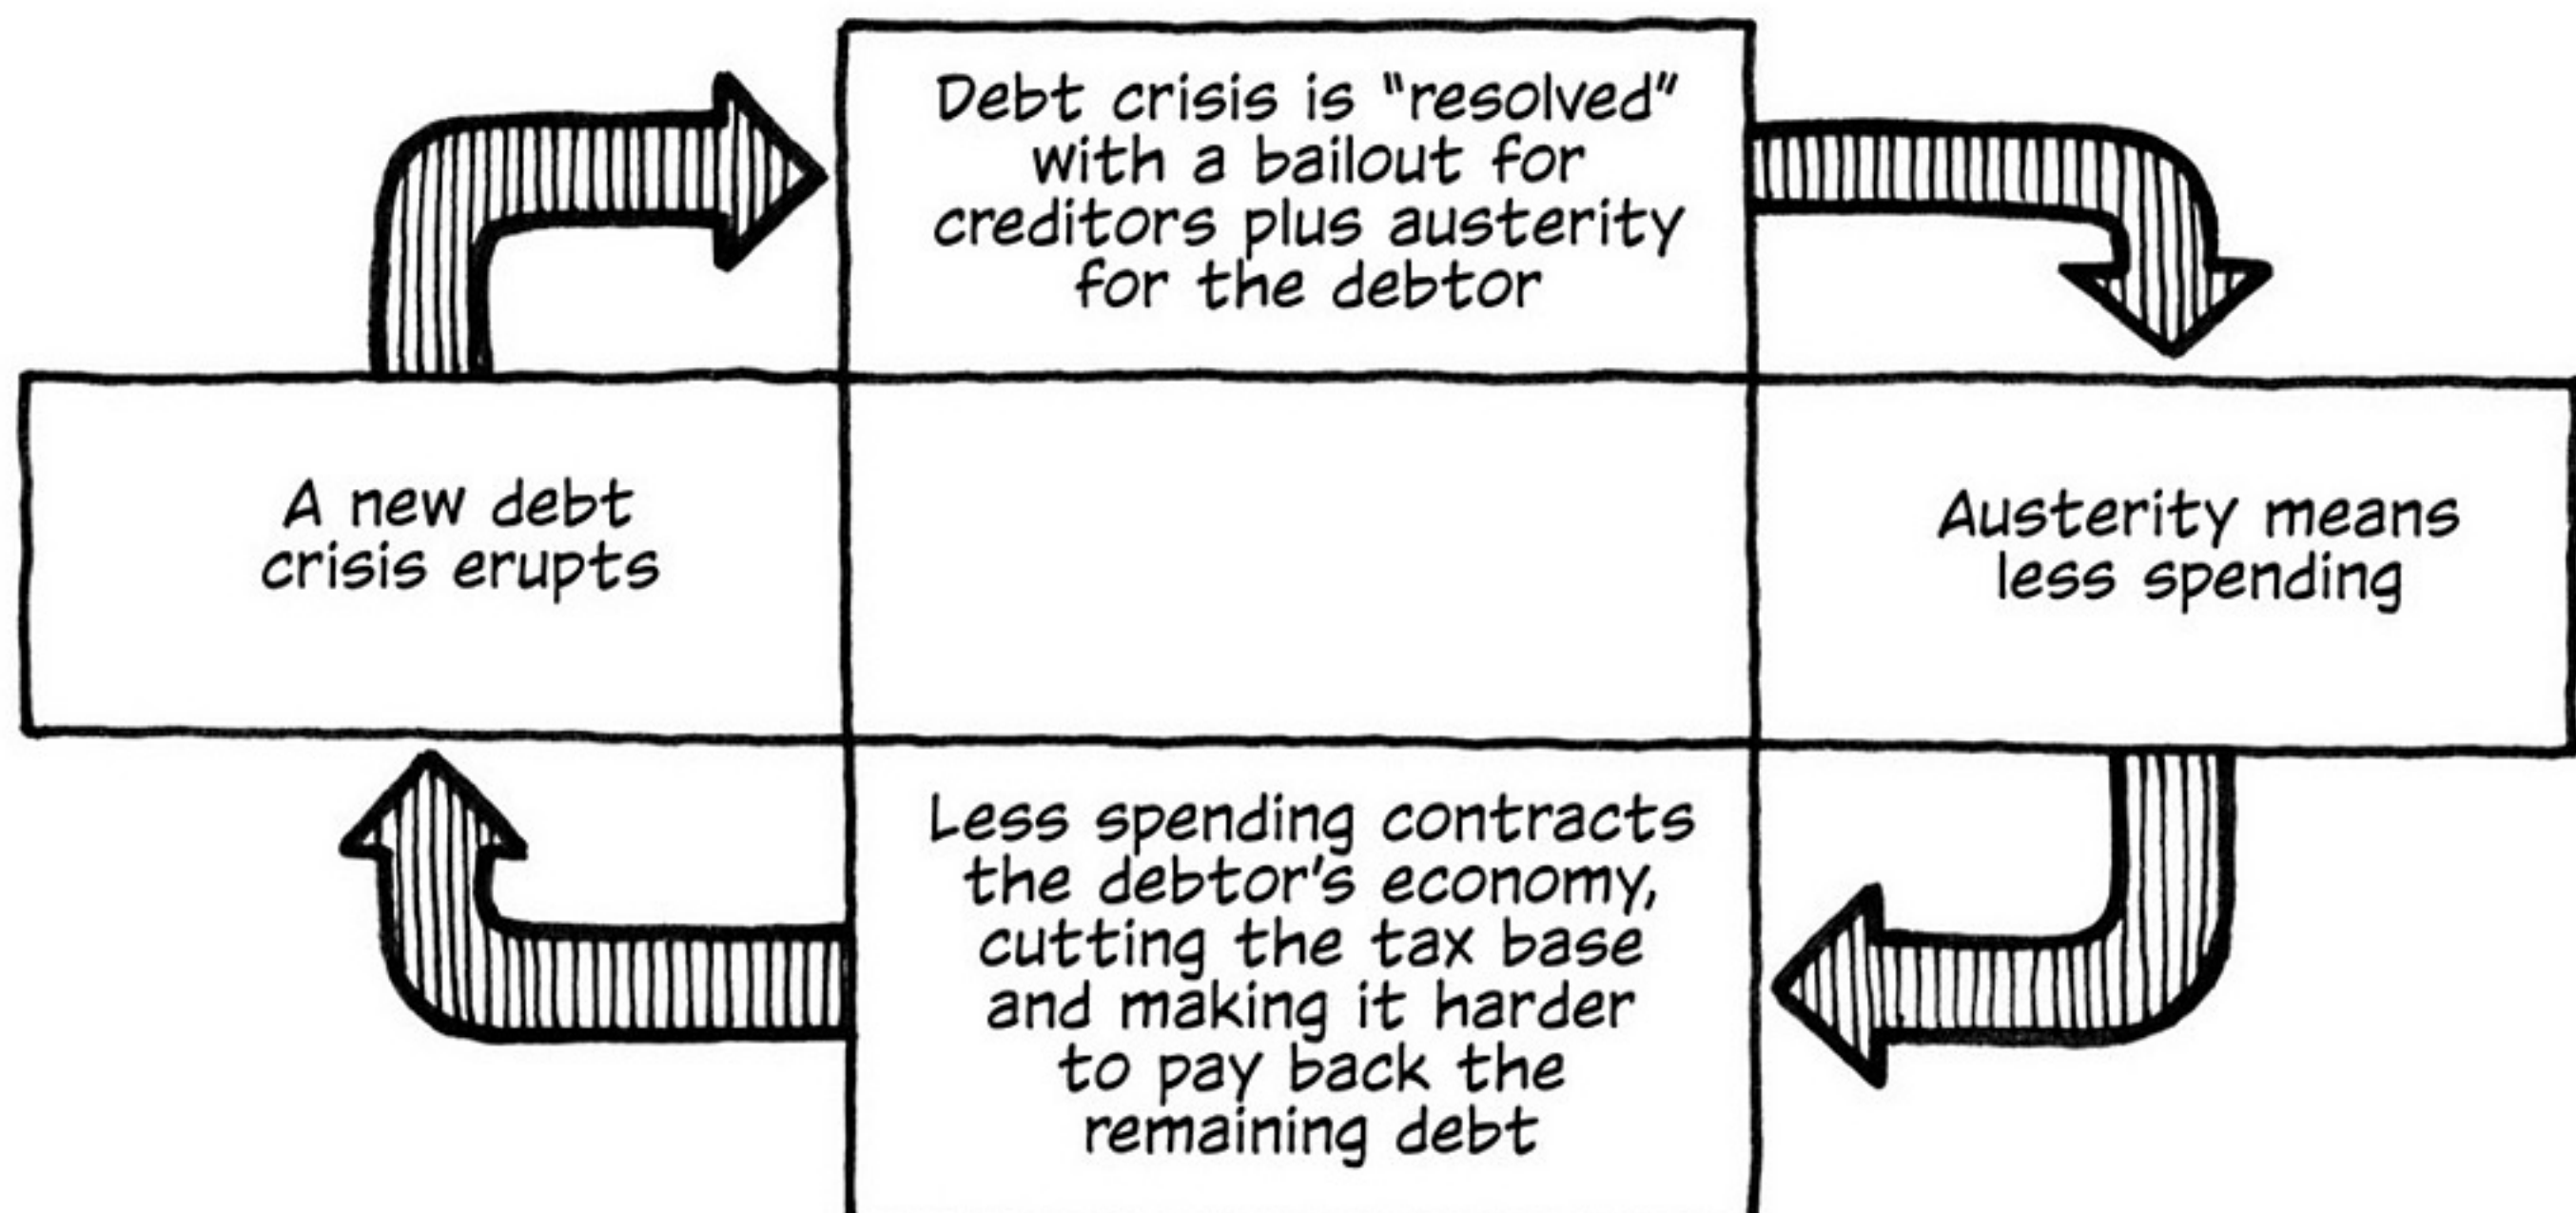 Debt crisis is "resolved"
with a bailout for
creditors plus austerity
for the debtor
A new debt
crisis erupts
Austerity means
less spending
Less spending contracts
the debtor's economy,
cutting the tax base
and making it harder
to pay back the
remaining debt